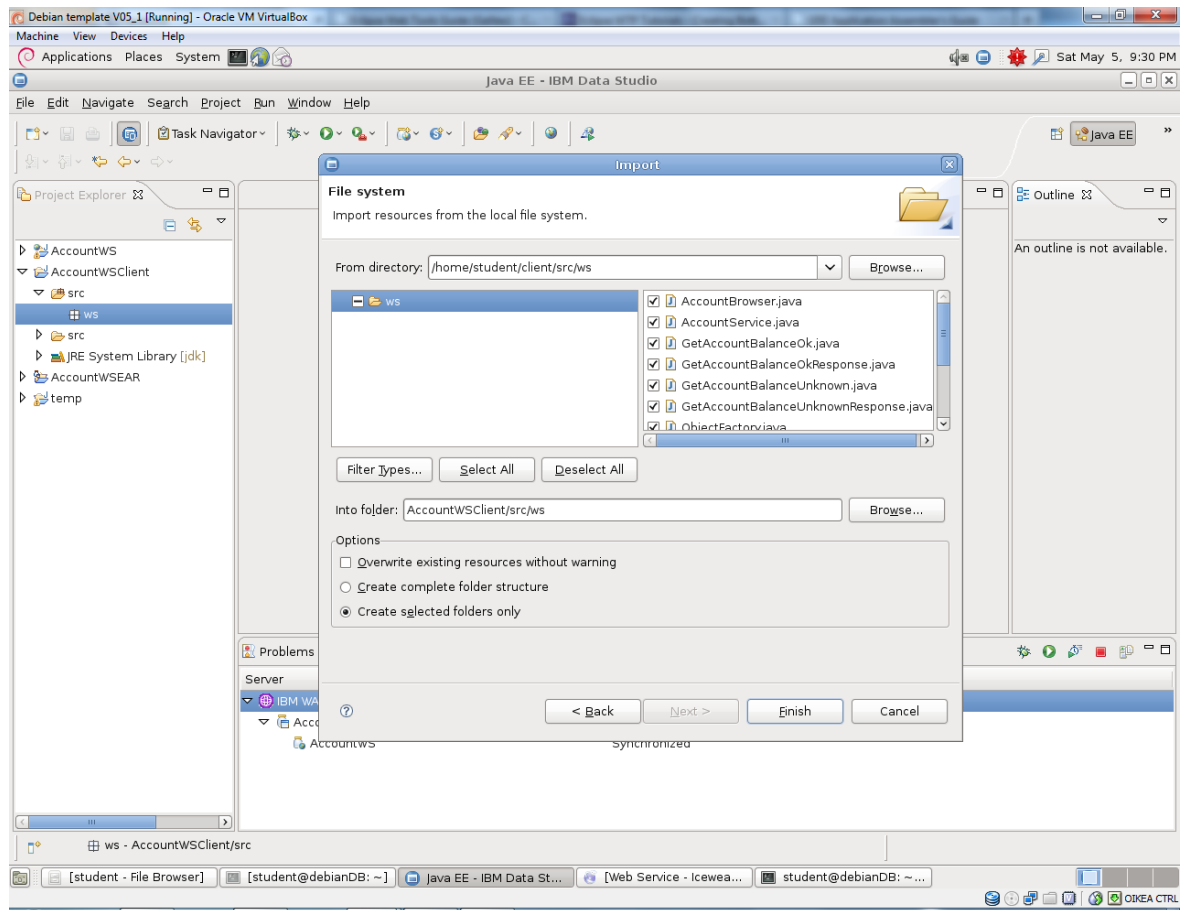 Debian template V05_1 [Running] - Oracle VM VirtualBox
Machine View Devices Help
Applications Places System
Sat May 5, 9:30 PM
Java EE - IBM Data Studio
File Edit Navigate Search Project Run Window Help
Task Navigator
Java EE
»
Import
Project Explorer
File system
Import resources from the local file system.
Outline
An outline is not available.
AccountWS
AccountWSClient
src
ws
src
JRE System Library [jdk]
AccountWSEAR
temp
From directory: /home/student/client/src/ws Browse...
ws
AccountBrowser.java
AccountService.java
GetAccountBalanceOk.java
GetAccountBalanceOkResponse.java
GetAccountBalanceUnknown.java
GetAccountBalanceUnknownResponse.java
ObjectFactory.java
Filter Types... Select All Deselect All
Into folder: AccountWSClient/src/ws Browse...
Options
Overwrite existing resources without warning
Create complete folder structure
Create selected folders only
Problems
Server
IBM WA
Acco
? < Back Next > Finish Cancel
AccountWS Synchronized
ws - AccountWSClient/src
[student - File Browser] [student@debianDB: ~] Java EE - IBM Data St... [Web Service - Icewea... student@debianDB: ~...
OIKEA CTRL